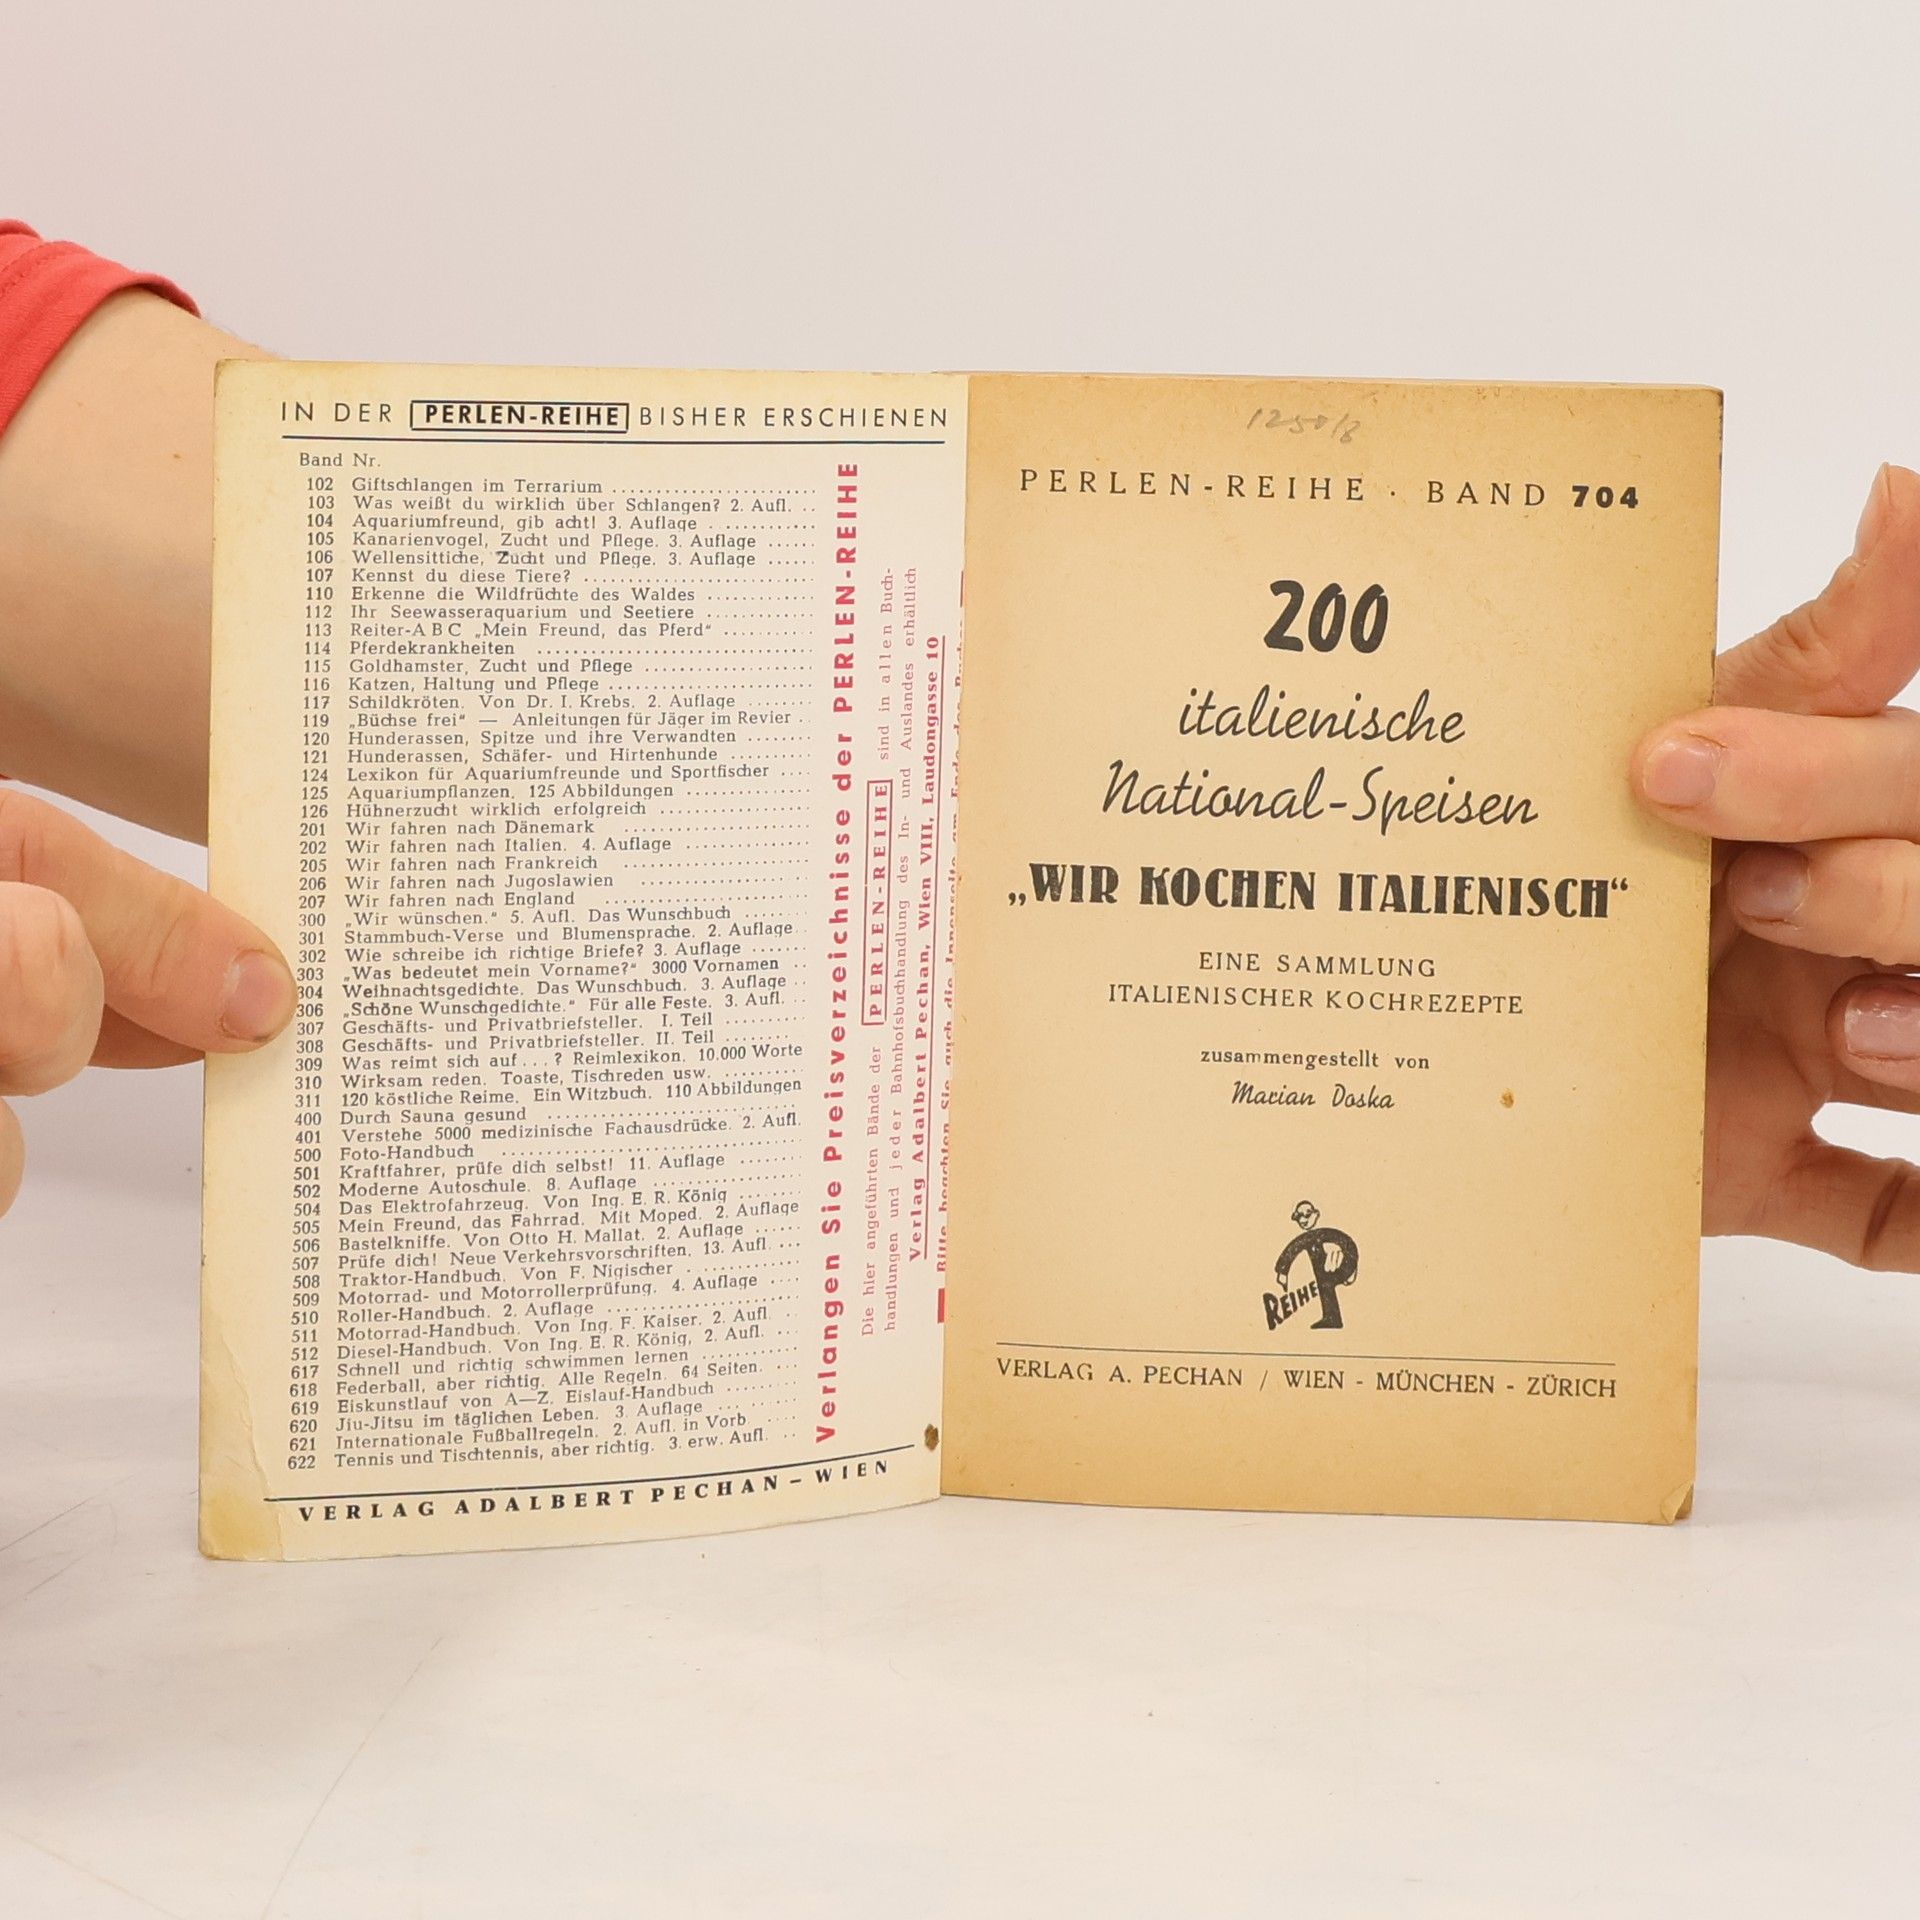 IN DER PERLEN-REIHE BISHER ERSCHIENEN
Band Nr.
102 Giftschlangen im Terrarium
103 Was weißt du wirklich über Schlangen? 2. Aufl.
104 Aquariumfreund, gib acht! 3. Auflage
105 Kanarienvogel, Zucht und Pflege. 3. Auflage
106 Wellensittiche, Zucht und Pflege. 3. Auflage
107 Kennst du diese Tiere?
110 Erkenne die Wildfrüchte des Waldes
112 Ihr Seewasseraquarium und Seetiere
113 Reiter-ABC „Mein Freund, das Pferd“
114 Pferdekrankheiten
115 Goldhamster, Zucht und Pflege
116 Katzen, Haltung und Pflege
117 Schildkröten. Von Dr. I. Krebs. 2. Auflage
119 „Büchse frei“ — Anleitungen für Jäger im Revier
120 Hunderassen, Spitze und ihre Verwandten
121 Hunderassen, Schäfer- und Hirtenhunde
124 Lexikon für Aquariumfreunde und Sportfischer
125 Aquariumpflanzen, 125 Abbildungen
126 Hühnerzucht wirklich erfolgreich
201 Wir fahren nach Dänemark
202 Wir fahren nach Italien. 4. Auflage
205 Wir fahren nach Frankreich
206 Wir fahren nach Jugoslawien
207 Wir fahren nach England
300 „Wir wünschen.“ 5. Aufl. Das Wunschbuch
301 Stammbuch-Verse und Blumensprache. 2. Auflage
302 Wie schreibe ich richtige Briefe? 3. Auflage
303 „Was bedeutet mein Vorname?“ 3000 Vornamen
304 Weihnachtsgedichte. Das Wunschbuch. 3. Auflage
306 „Schöne Wunschgedichte.“ Für alle Feste. 3. Aufl.
307 Geschäfts- und Privatbriefsteller. I. Teil
308 Geschäfts- und Privatbriefsteller. II. Teil
309 Was reimt sich auf...? Reimlexikon. 10.000 Worte
310 Wirksam reden. Toaste, Tischreden usw.
311 120 köstliche Reime. Ein Witzbuch. 110 Abbildungen
400 Durch Sauna gesund
401 Verstehe 5000 medizinische Fachausdrücke. 2. Aufl.
500 Foto-Handbuch
501 Kraftfahrer, prüfe dich selbst! 11. Auflage
502 Moderne Autoschule. 8. Auflage
504 Das Elektrofahrzeug. Von Ing. E. R. König
505 Mein Freund, das Fahrrad. Mit Moped. 2. Auflage
506 Bastelkniffe. Von Otto H. Mallat. 2. Auflage
507 Prüfe dich! Neue Verkehrsvorschriften. 13. Aufl.
508 Traktor-Handbuch. Von F. Nigischer
509 Motorrad- und Motorrollerprüfung. 4. Auflage
510 Roller-Handbuch. 2. Auflage
511 Motorrad-Handbuch. Von Ing. F. Kaiser. 2. Aufl.
512 Diesel-Handbuch. Von Ing. E. R. König, 2. Aufl.
617 Schnell und richtig schwimmen lernen
618 Federball, aber richtig. Alle Regeln. 64 Seiten.
619 Eiskunstlauf von A—Z. Eislauf-Handbuch
620 Jiu-Jitsu im täglichen Leben. 3. Auflage
621 Internationale Fußballregeln. 2. Aufl. in Vorb.
622 Tennis und Tischtennis, aber richtig. 3. erw. Aufl.
Verlangen Sie Preisverzeichnisse der PERLEN-REIHE
Die hier angeführten Bände der PERLEN-REIHE sind in allen Buch-
handlungen und jeder Bahnhofsbuchhandlung des In- und Auslandes erhältlich
Verlag Adalbert Pechan, Wien VIII, Laudongasse 10
Bitte beachten Sie auch die Innenseite am Ende des Buches
VERLAG ADALBERT PECHAN – WIEN
1250/8
PERLEN-REIHE · BAND 704
200
italienische
National-Speisen
„WIR KOCHEN ITALIENISCH“
EINE SAMMLUNG
ITALIENISCHER KOCHREZEPTE
zusammengestellt von
Marian Doska
REIHE P
VERLAG A. PECHAN / WIEN - MÜNCHEN - ZÜRICH